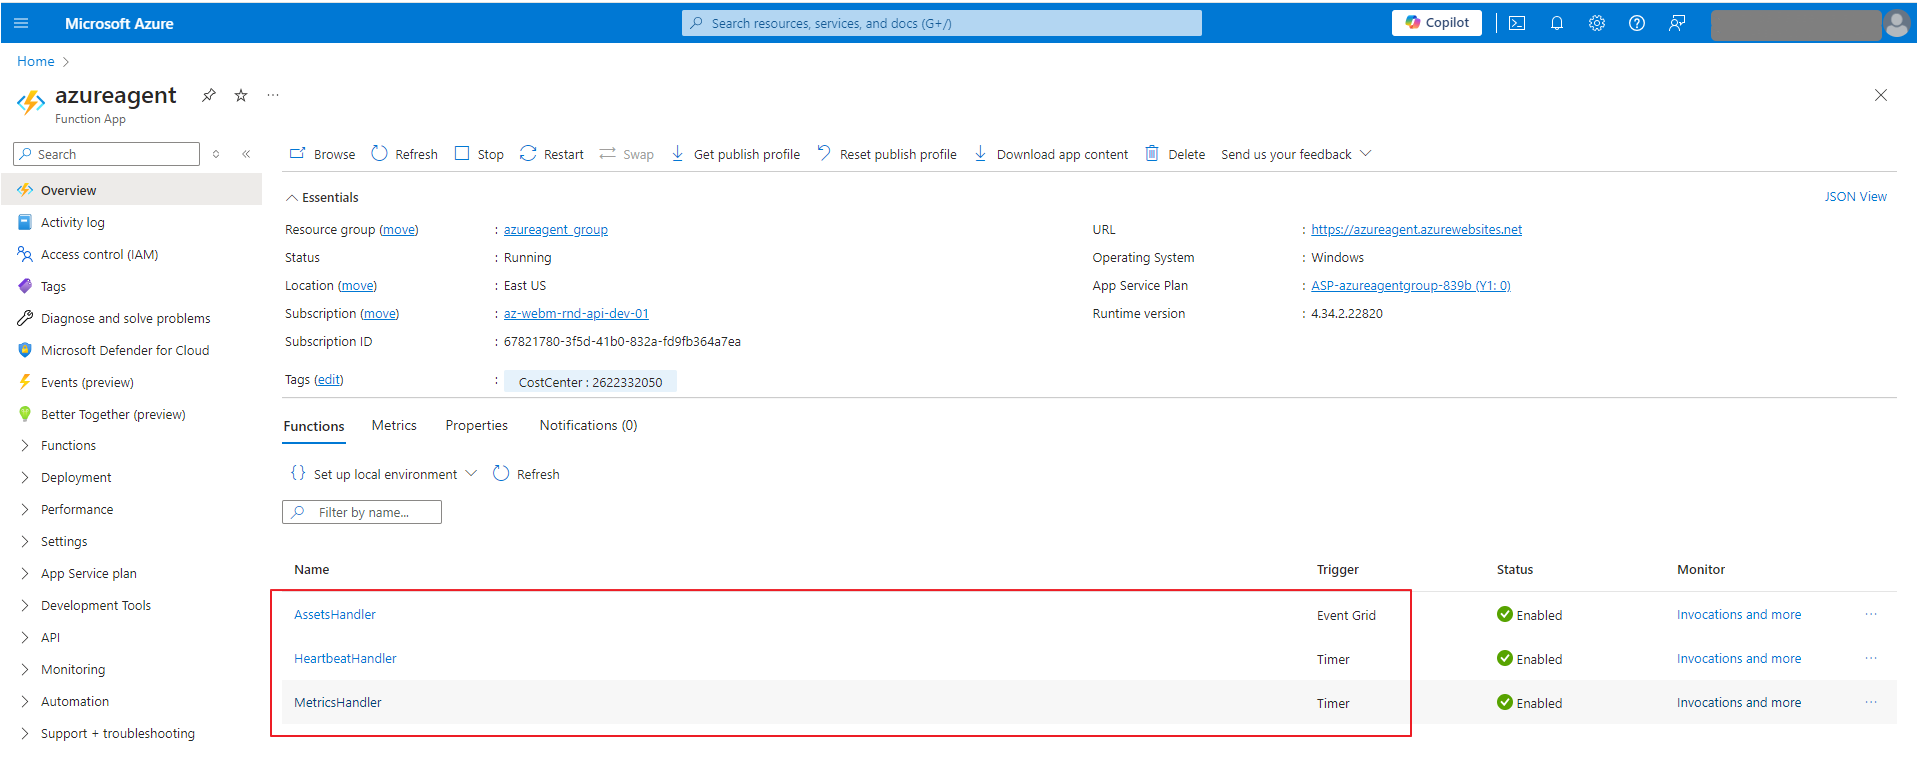 Microsoft Azure
Search resources, services, and docs (G+/)
Copilot
Home
azureagent
Function App
Search
Browse
Refresh
Stop
Restart
Swap
Get publish profile
Reset publish profile
Download app content
Delete
Send us your feedback
Overview
Activity log
Access control (IAM)
Tags
Diagnose and solve problems
Microsoft Defender for Cloud
Events (preview)
Better Together (preview)
Functions
Deployment
Performance
Settings
App Service plan
Development Tools
API
Monitoring
Automation
Support + troubleshooting
Essentials
JSON View
Resource group (move) : azureagent_group
Status : Running
Location (move) : East US
Subscription (move) : az-webm-rnd-api-dev-01
Subscription ID : 67821780-3f5d-41b0-832a-fd9fb364a7ea
Tags (edit) : CostCenter : 2622332050
URL : https://azureagent.azurewebsites.net
Operating System : Windows
App Service Plan : ASP-azureagentgroup-839b (Y1: 0)
Runtime version : 4.34.2.22820
Functions Metrics Properties Notifications (0)
Set up local environment Refresh
Filter by name...
Name Trigger Status Monitor
AssetsHandler Event Grid Enabled Invocations and more
HeartbeatHandler Timer Enabled Invocations and more
MetricsHandler Timer Enabled Invocations and more